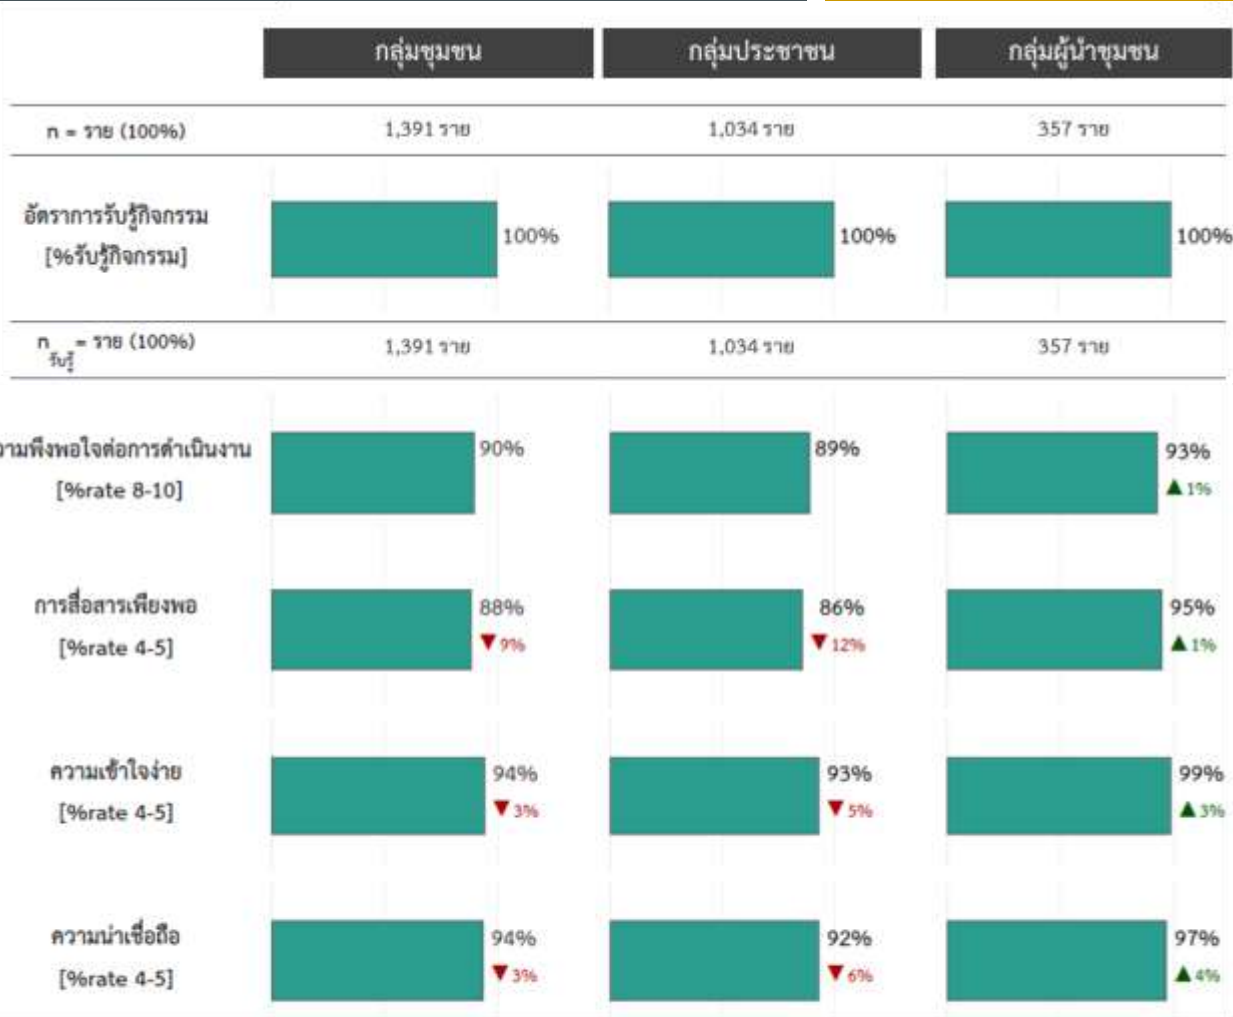 กลุ่มชุมชน กลุ่มประชาชน กลุ่มผู้นำชุมชน
n = ราย (100%) 1,391 ราย 1,034 ราย 357 ราย
อัตราการรับรู้กิจกรรม
[%รับรู้กิจกรรม]
100% 100% 100%
n รับรู้ = ราย (100%) 1,391 ราย 1,034 ราย 357 ราย
วามพึงพอใจต่อการดำเนินงาน 90% 89% 93%
[%rate 8-10] ▲1%
การสื่อสารเพียงพอ 88% 86% 95%
[%rate 4-5] ▼9% ▼12% ▲1%
ความเข้าใจง่าย 94% 93% 99%
[%rate 4-5] ▼3% ▼5% ▲3%
ความน่าเชื่อถือ 94% 92% 97%
[%rate 4-5] ▼3% ▼6% ▲4%